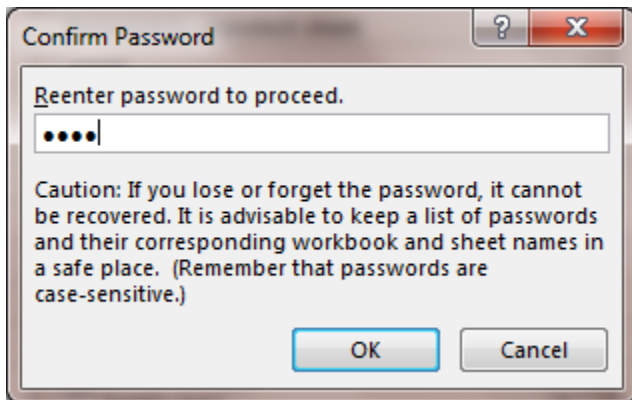 Confirm Password
Reenter password to proceed.
••••
Caution: If you lose or forget the password, it cannot
be recovered. It is advisable to keep a list of passwords
and their corresponding workbook and sheet names in
a safe place.  (Remember that passwords are
case-sensitive.)
OK
Cancel